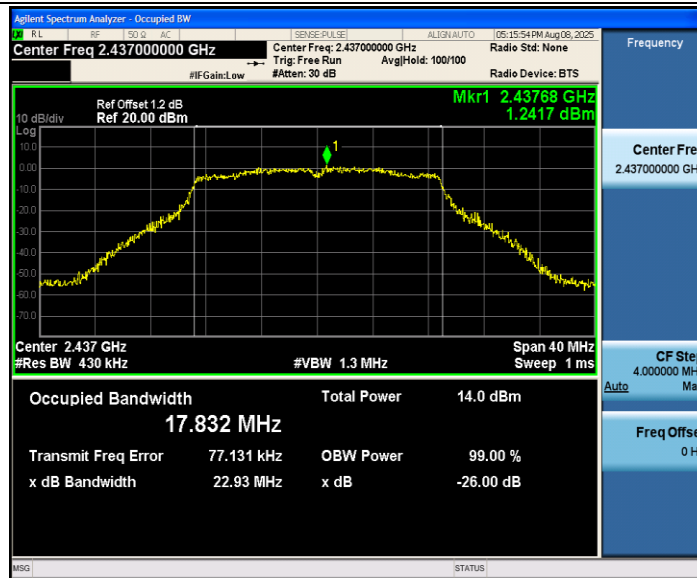 Agilent Spectrum Analyzer - Occupied BW
RL RF 50 Ω AC SENSE:PULSE ALIGN AUTO 05:15:54 PM Aug 08, 2025
Center Freq 2.437000000 GHz
Center Freq: 2.437000000 GHz Radio Std: None
Trig: Free Run Avg|Hold: 100/100
#IFGain:Low #Atten: 30 dB Radio Device: BTS
Frequency
Ref Offset 1.2 dB
10 dB/div Ref 20.00 dBm
Mkr1 2.43768 GHz
1.2417 dBm
Log
10.0
0.00
-10.0
-20.0
-30.0
-40.0
-50.0
-60.0
1
Center 2.437 GHz Span 40 MHz
#Res BW 430 kHz #VBW 1.3 MHz Sweep 1 ms
Occupied Bandwidth Total Power 14.0 dBm
17.832 MHz
Transmit Freq Error 77.131 kHz OBW Power 99.00 %
x dB Bandwidth 22.93 MHz x dB -26.00 dB
Center Fre
2.437000000 GH
CF Ste
4.000000 MH
Auto Ma
Freq Offse
0 H
MSG STATUS